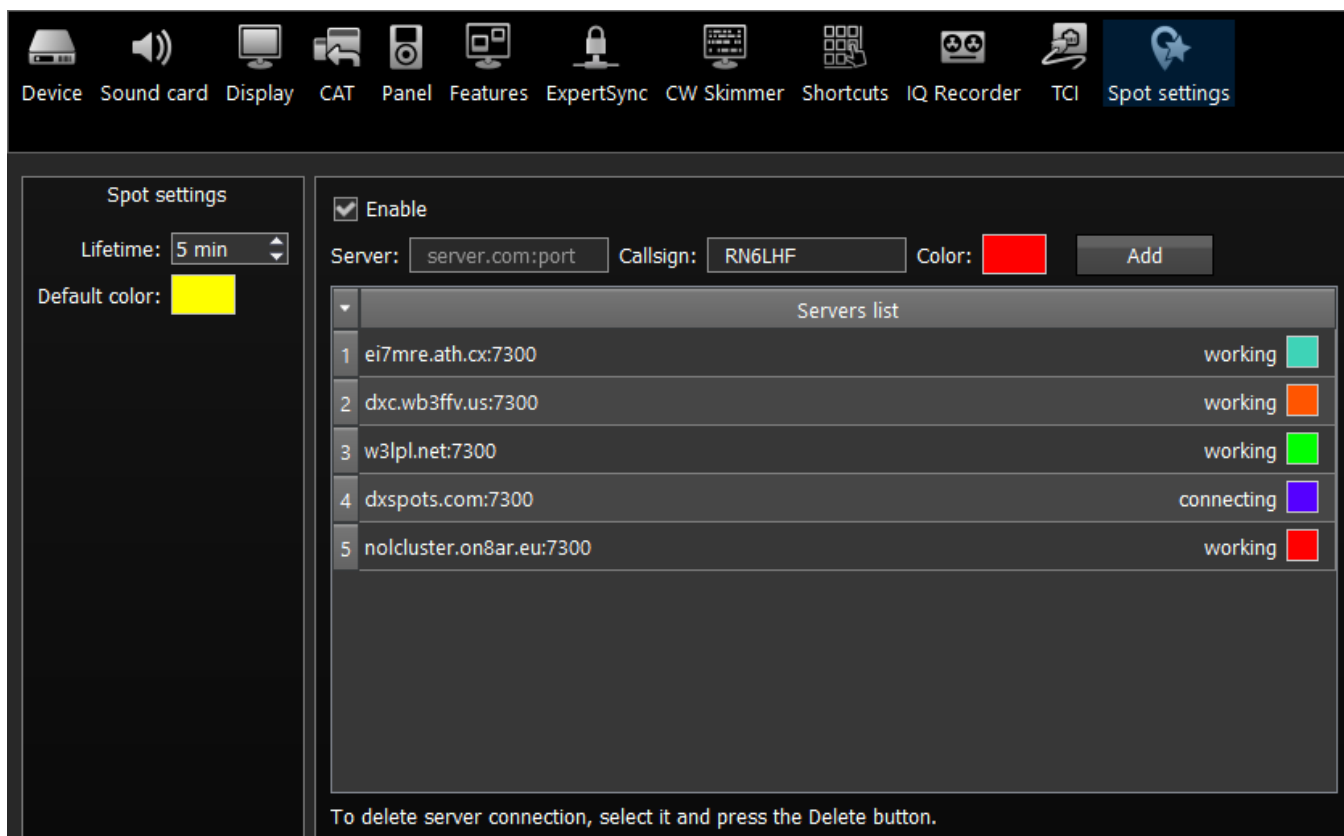 Device Sound card Display CAT Panel Features ExpertSync CW Skimmer Shortcuts IQ Recorder TCI Spot settings
Spot settings
Lifetime: 5 min
Default color:
Enable
Server: server.com:port Callsign: RN6LHF Color: Add
Servers list
1 ei7mre.ath.cx:7300 working
2 dxc.wb3ffv.us:7300 working
3 w3lpl.net:7300 working
4 dxspots.com:7300 connecting
5 nolcluster.on8ar.eu:7300 working
To delete server connection, select it and press the Delete button.